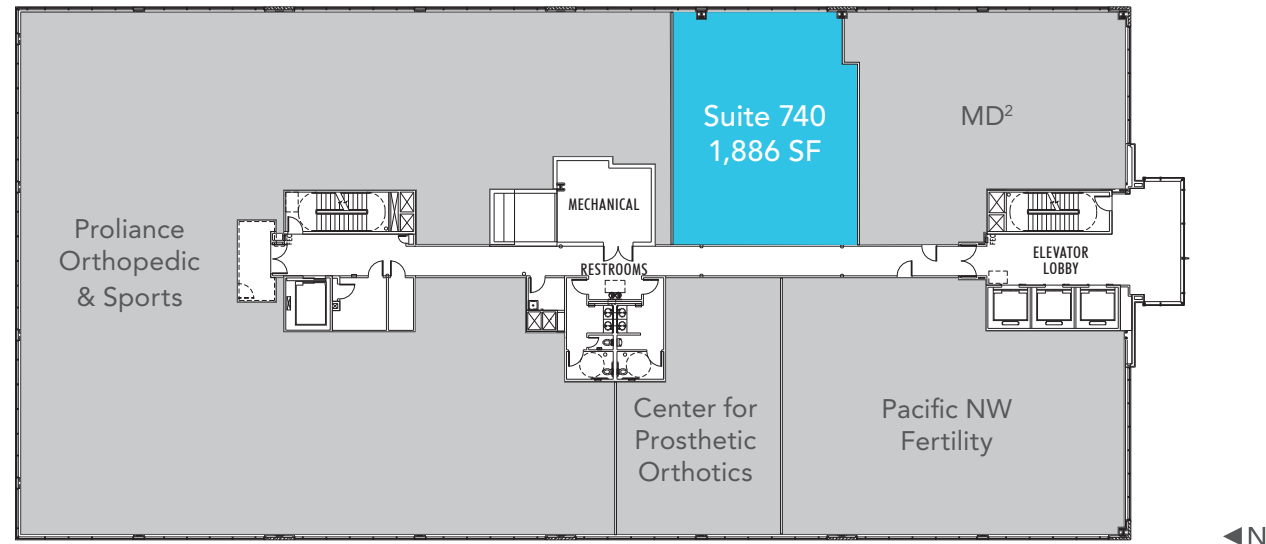 Suite 740
1,886 SF
MD²
MECHANICAL
Proliance
Orthopedic
& Sports
RESTROOMS
ELEVATOR
LOBBY
Center for
Prosthetic
Orthotics
Pacific NW
Fertility
◄N